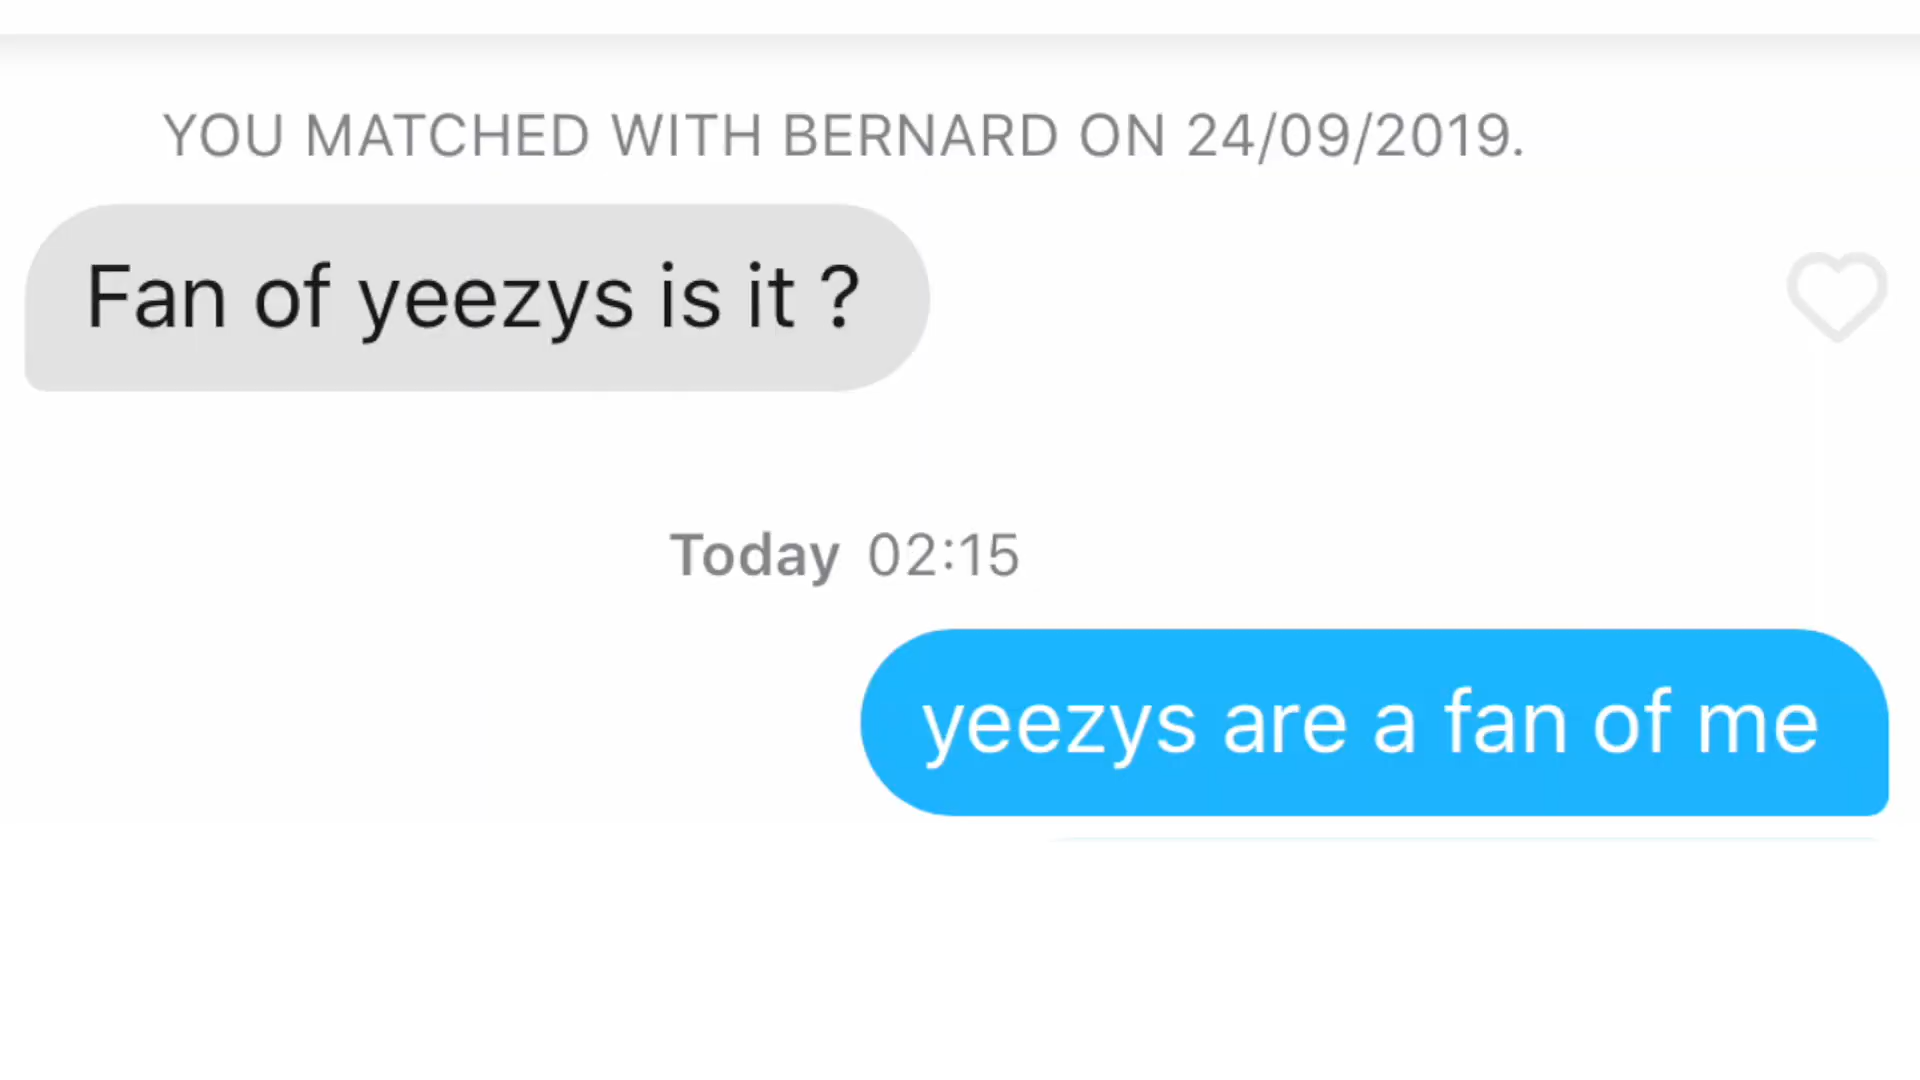 YOU MATCHED WITH BERNARD ON 24/09/2019.
Fan of yeezys is it ?
Today 02:15
yeezys are a fan of me